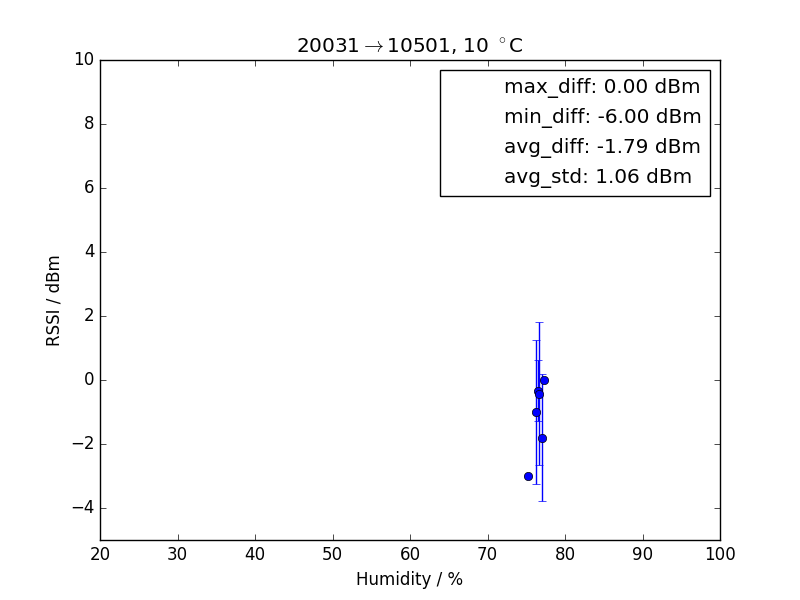 20031→10501, 10 °C
max_diff: 0.00 dBm
min_diff: -6.00 dBm
avg_diff: -1.79 dBm
avg_std: 1.06 dBm
RSSI / dBm
10
8
6
4
2
0
−2
−4
20 30 40 50 60 70 80 90 100
Humidity / %